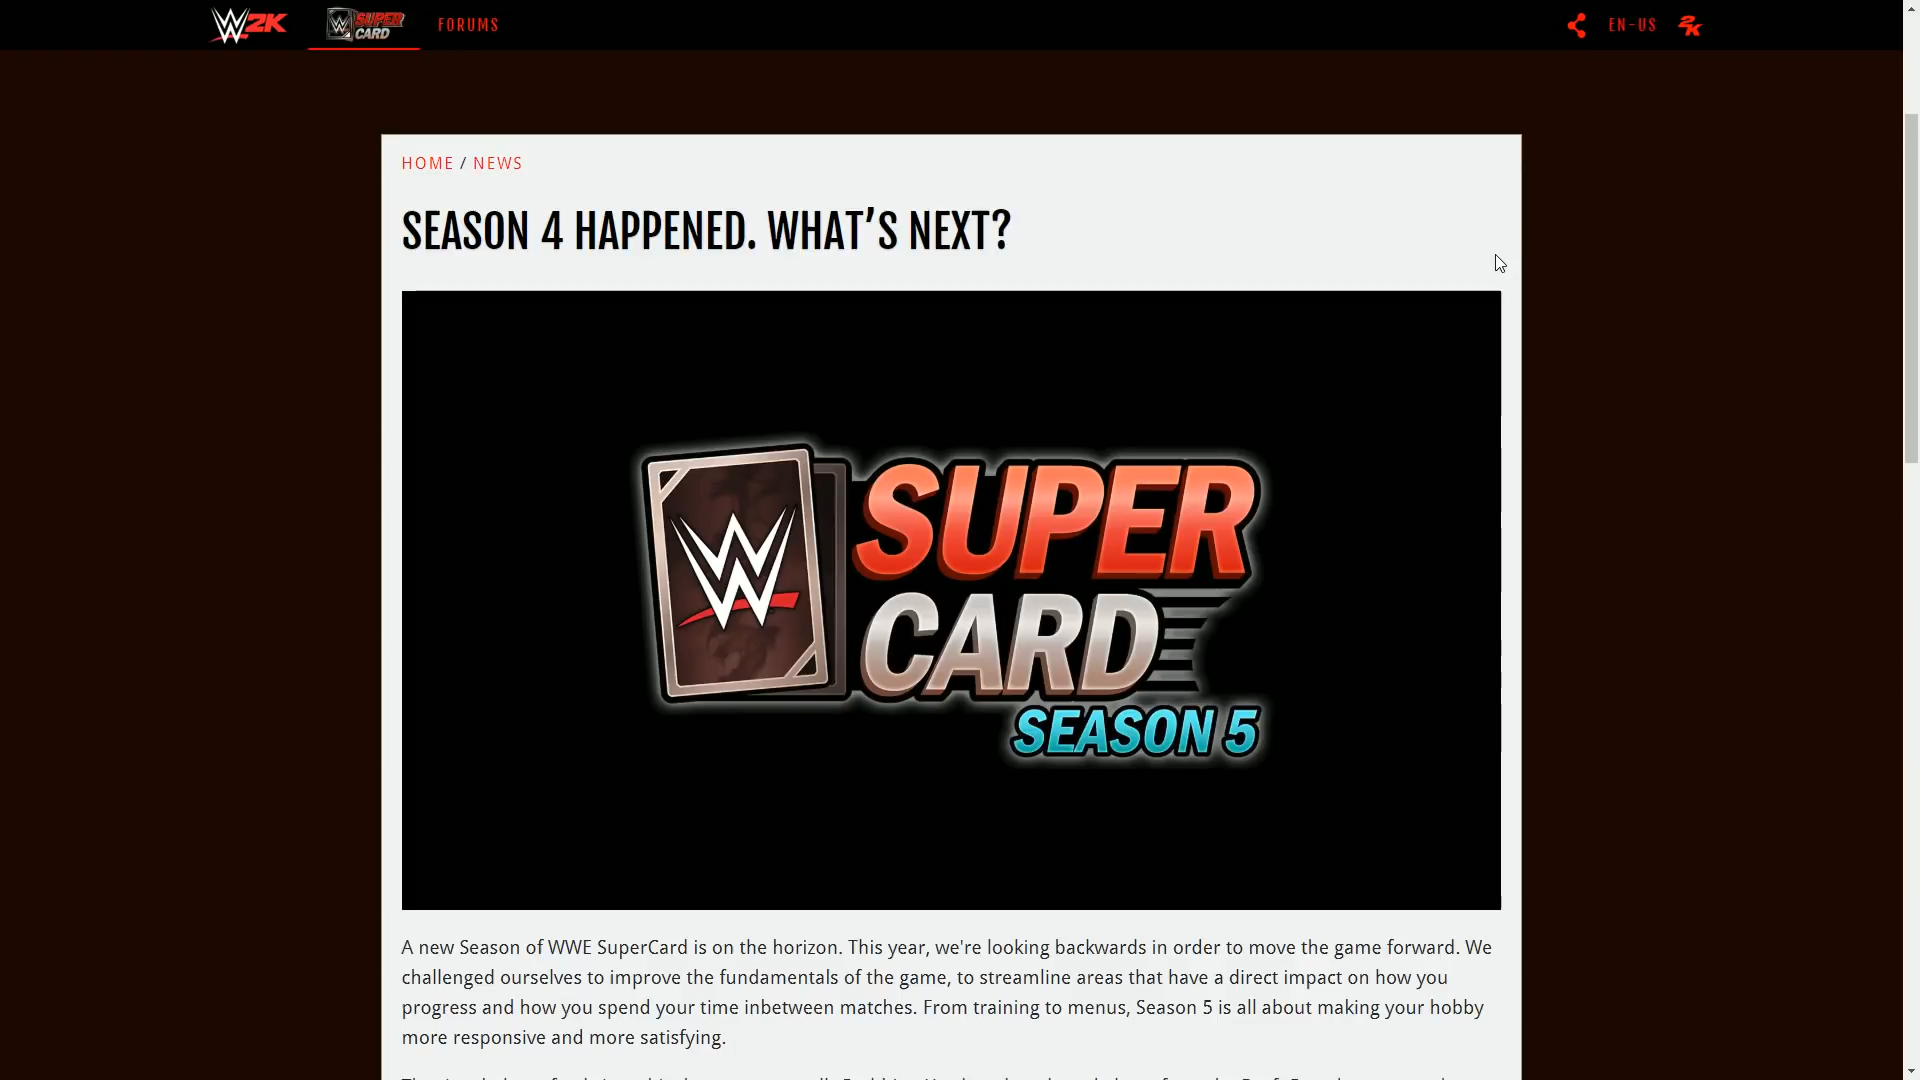 W2K
W SUPER CARD
FORUMS
EN-US
2K
HOME / NEWS
SEASON 4 HAPPENED. WHAT’S NEXT?
W
SUPER
CARD
SEASON 5
A new Season of WWE SuperCard is on the horizon. This year, we're looking backwards in order to move the game forward. We
challenged ourselves to improve the fundamentals of the game, to streamline areas that have a direct impact on how you
progress and how you spend your time inbetween matches. From training to menus, Season 5 is all about making your hobby
more responsive and more satisfying.